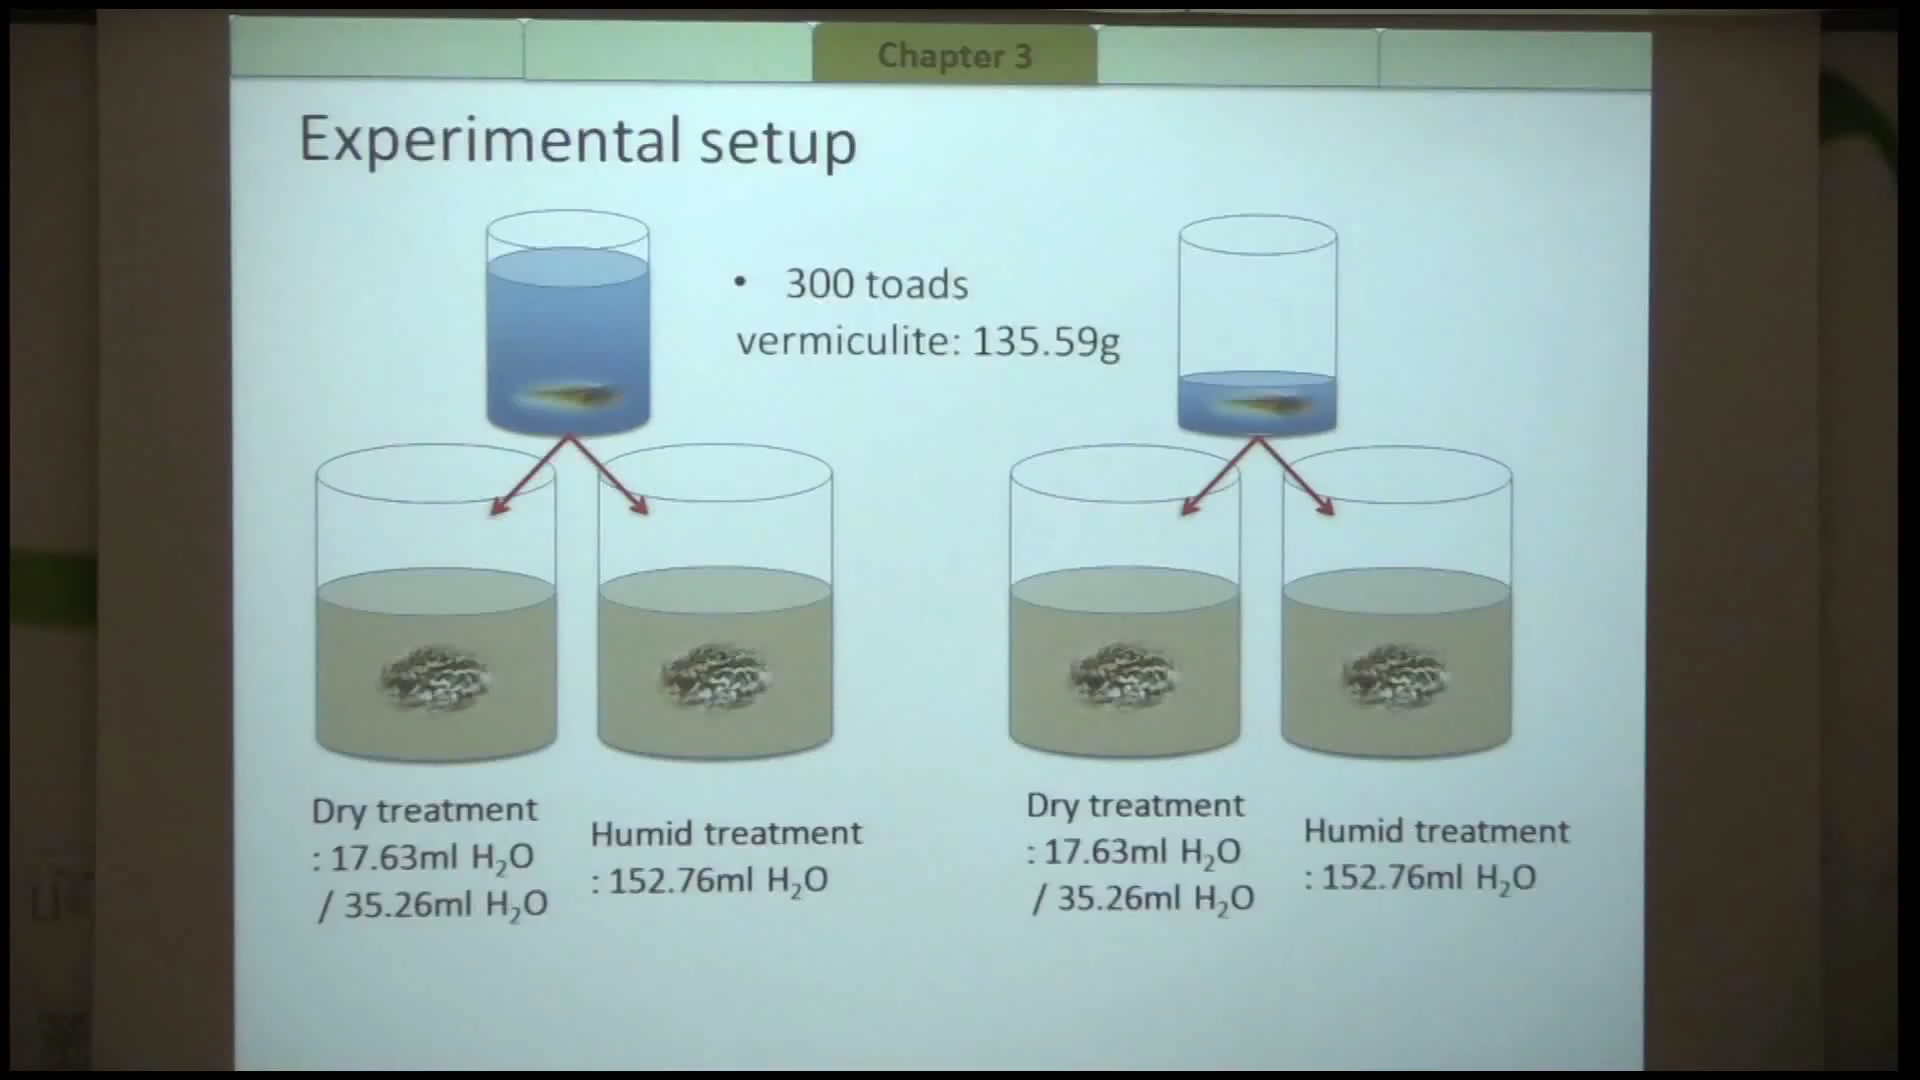 Chapter 3
Experimental setup
• 300 toads
vermiculite: 135.59g
Dry treatment
: 17.63ml H₂O
/ 35.26ml H₂O
Humid treatment
: 152.76ml H₂O
Dry treatment
: 17.63ml H₂O
/ 35.26ml H₂O
Humid treatment
: 152.76ml H₂O